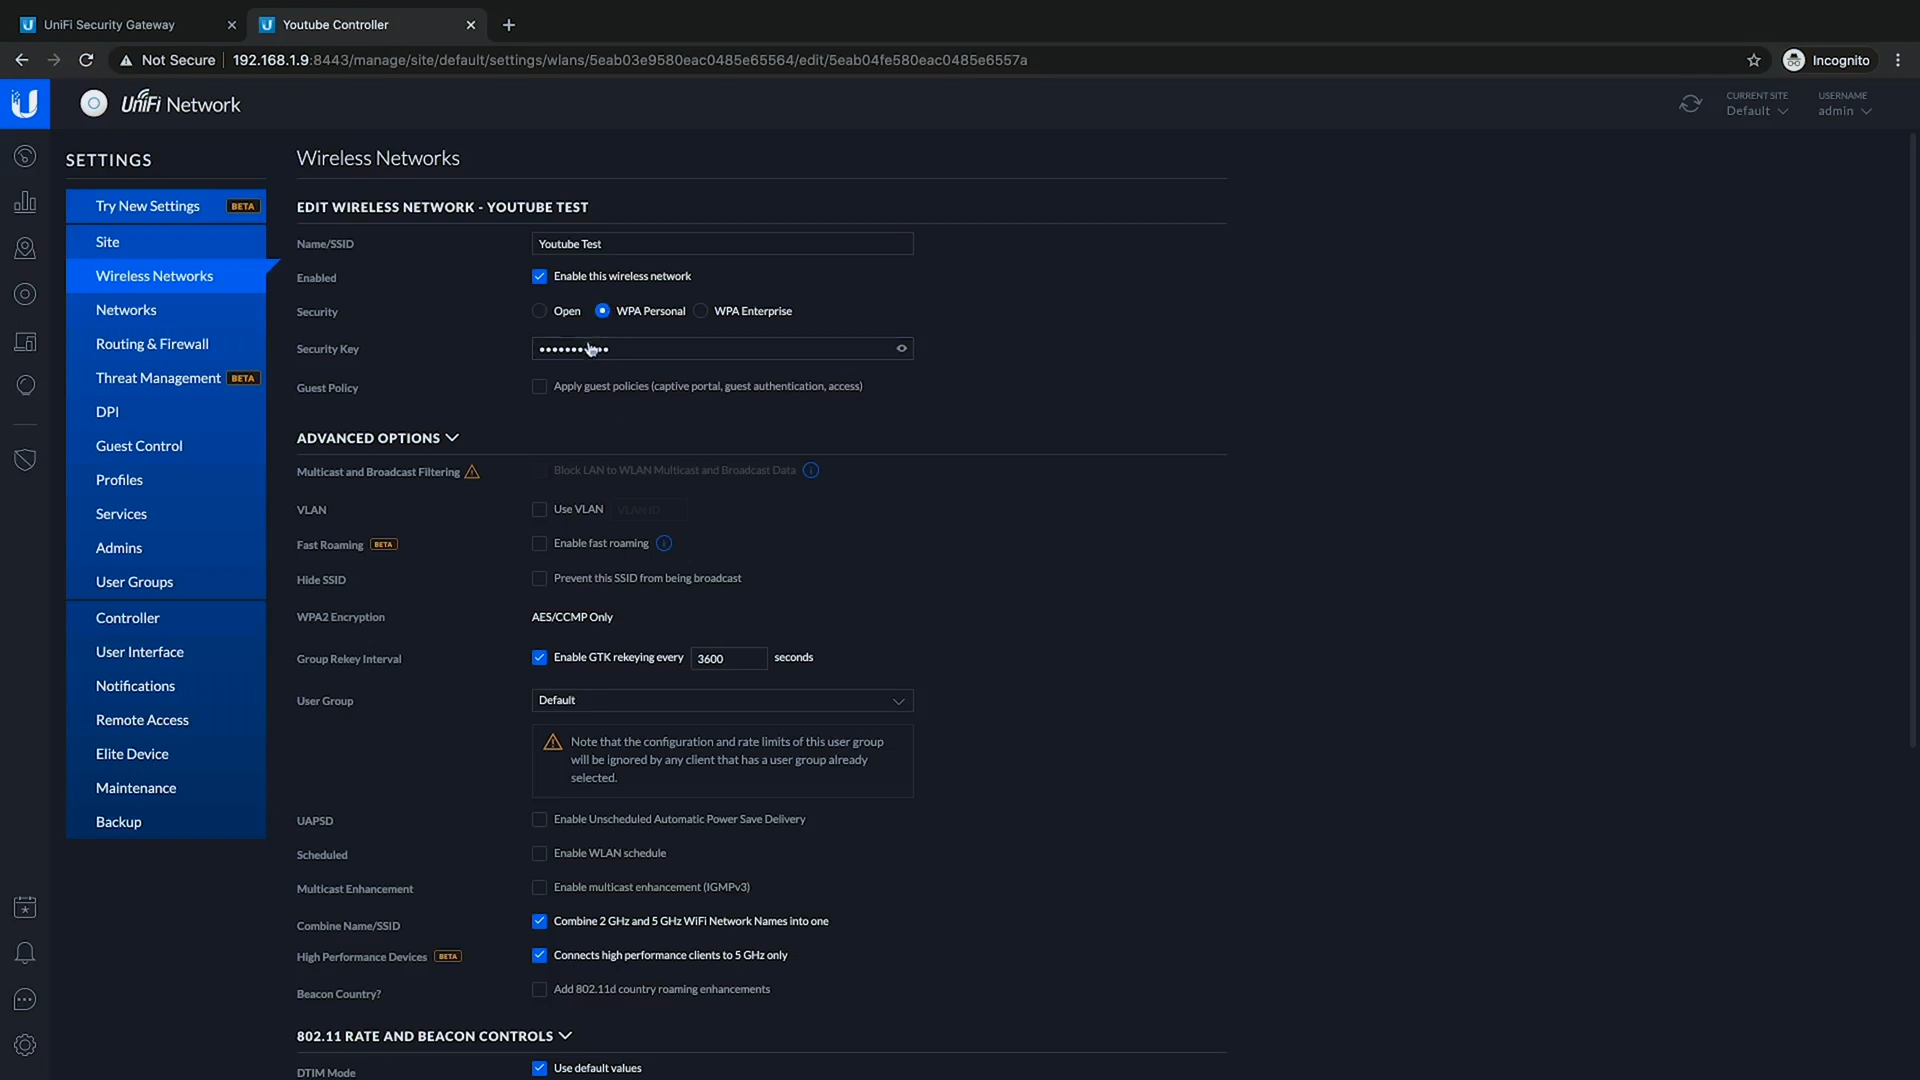 UniFi Security Gateway
Youtube Controller
Not Secure
192.168.1.9:8443/manage/site/default/settings/wlans/5eab03e9580eac0485e65564/edit/5eab04fe580eac0485e6557a
Incognito
UniFi Network
CURRENT SITE
Default
USERNAME
admin
SETTINGS
Try New Settings BETA
Site
Wireless Networks
Networks
Routing & Firewall
Threat Management BETA
DPI
Guest Control
Profiles
Services
Admins
User Groups
Controller
User Interface
Notifications
Remote Access
Elite Device
Maintenance
Backup
Wireless Networks
EDIT WIRELESS NETWORK - YOUTUBE TEST
Name/SSID Youtube Test
Enabled Enable this wireless network
Security Open WPA Personal WPA Enterprise
Security Key
Guest Policy Apply guest policies (captive portal, guest authentication, access)
ADVANCED OPTIONS
Multicast and Broadcast Filtering Block LAN to WLAN Multicast and Broadcast Data
VLAN Use VLAN VLAN ID
Fast Roaming BETA Enable fast roaming
Hide SSID Prevent this SSID from being broadcast
WPA2 Encryption AES/CCMP Only
Group Rekey Interval Enable GTK rekeying every 3600 seconds
User Group Default
Note that the configuration and rate limits of this user group
will be ignored by any client that has a user group already
selected.
UAPSD Enable Unscheduled Automatic Power Save Delivery
Scheduled Enable WLAN schedule
Multicast Enhancement Enable multicast enhancement (IGMPv3)
Combine Name/SSID Combine 2 GHz and 5 GHz WiFi Network Names into one
High Performance Devices BETA Connects high performance clients to 5 GHz only
Beacon Country? Add 802.11d country roaming enhancements
802.11 RATE AND BEACON CONTROLS
DTIM Mode Use default values